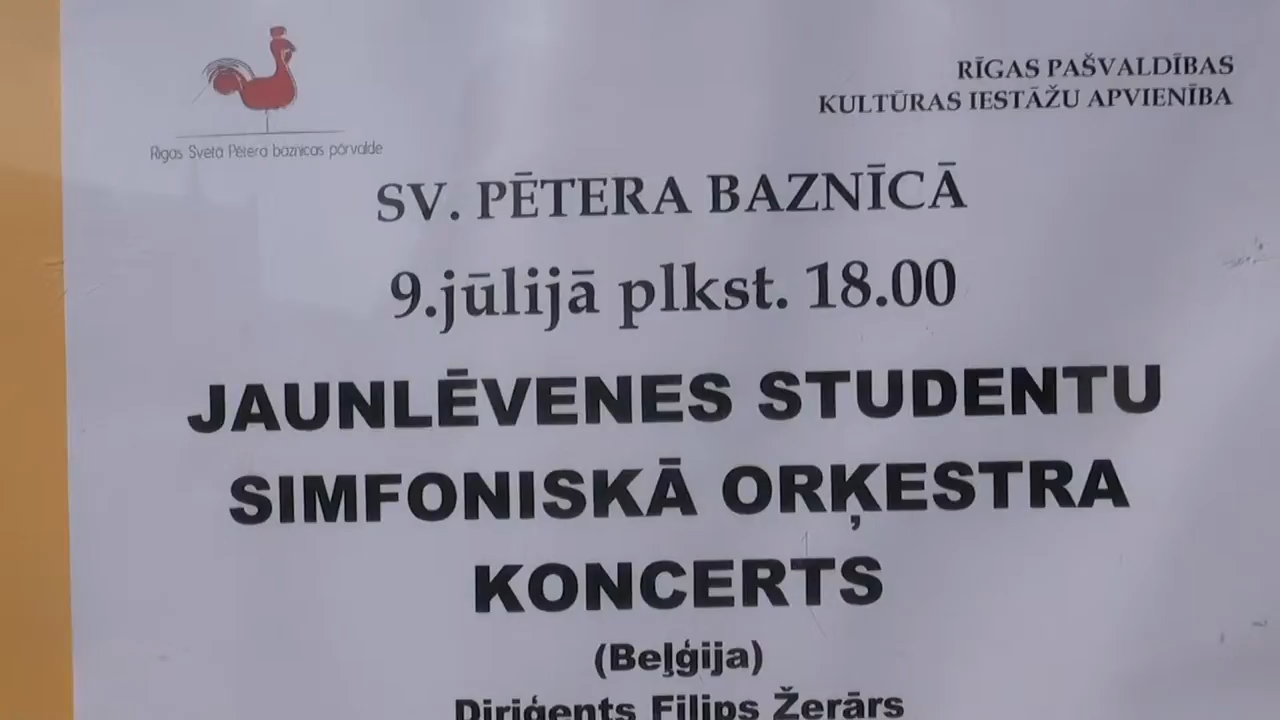 Rīgas Svētā Pētera baznīcas pārvalde
RĪGAS PAŠVALDĪBAS
KULTŪRAS IESTĀŽU APVIENĪBA
SV. PĒTERA BAZNĪCĀ
9.jūlijā plkst. 18.00
JAUNLĒVENES STUDENTU
SIMFONISKĀ ORĶESTRA
KONCERTS
(Beļģija)
Diriģents Filips Žerārs